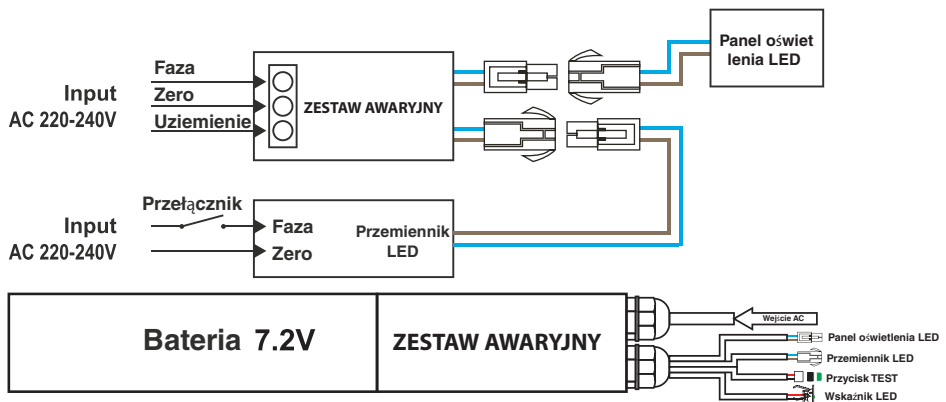 Input
AC 220-240V
Faza
Zero
Uziemienie
ZESTAW AWARYJNY
Panel oświet
lenia LED
Input
AC 220-240V
Przełącznik
Faza
Zero
Przemiennik
LED
Bateria 7.2V
ZESTAW AWARYJNY
Wejście AC
Panel oświetlenia LED
Przemiennik LED
Przycisk TEST
Wskaźnik LED